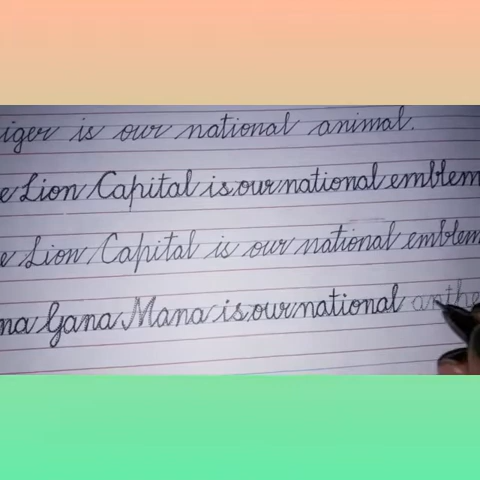 iger is our national animal.
e Lion Capital is our national emblem
e Lion Capital is our national emblem
na Gana Mana is our national anthe